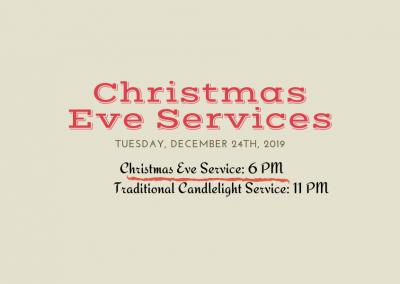 Christmas
Eve Services
TUESDAY, DECEMBER 24TH, 2019
Christmas Eve Service: 6 PM
Traditional Candlelight Service: 11 PM